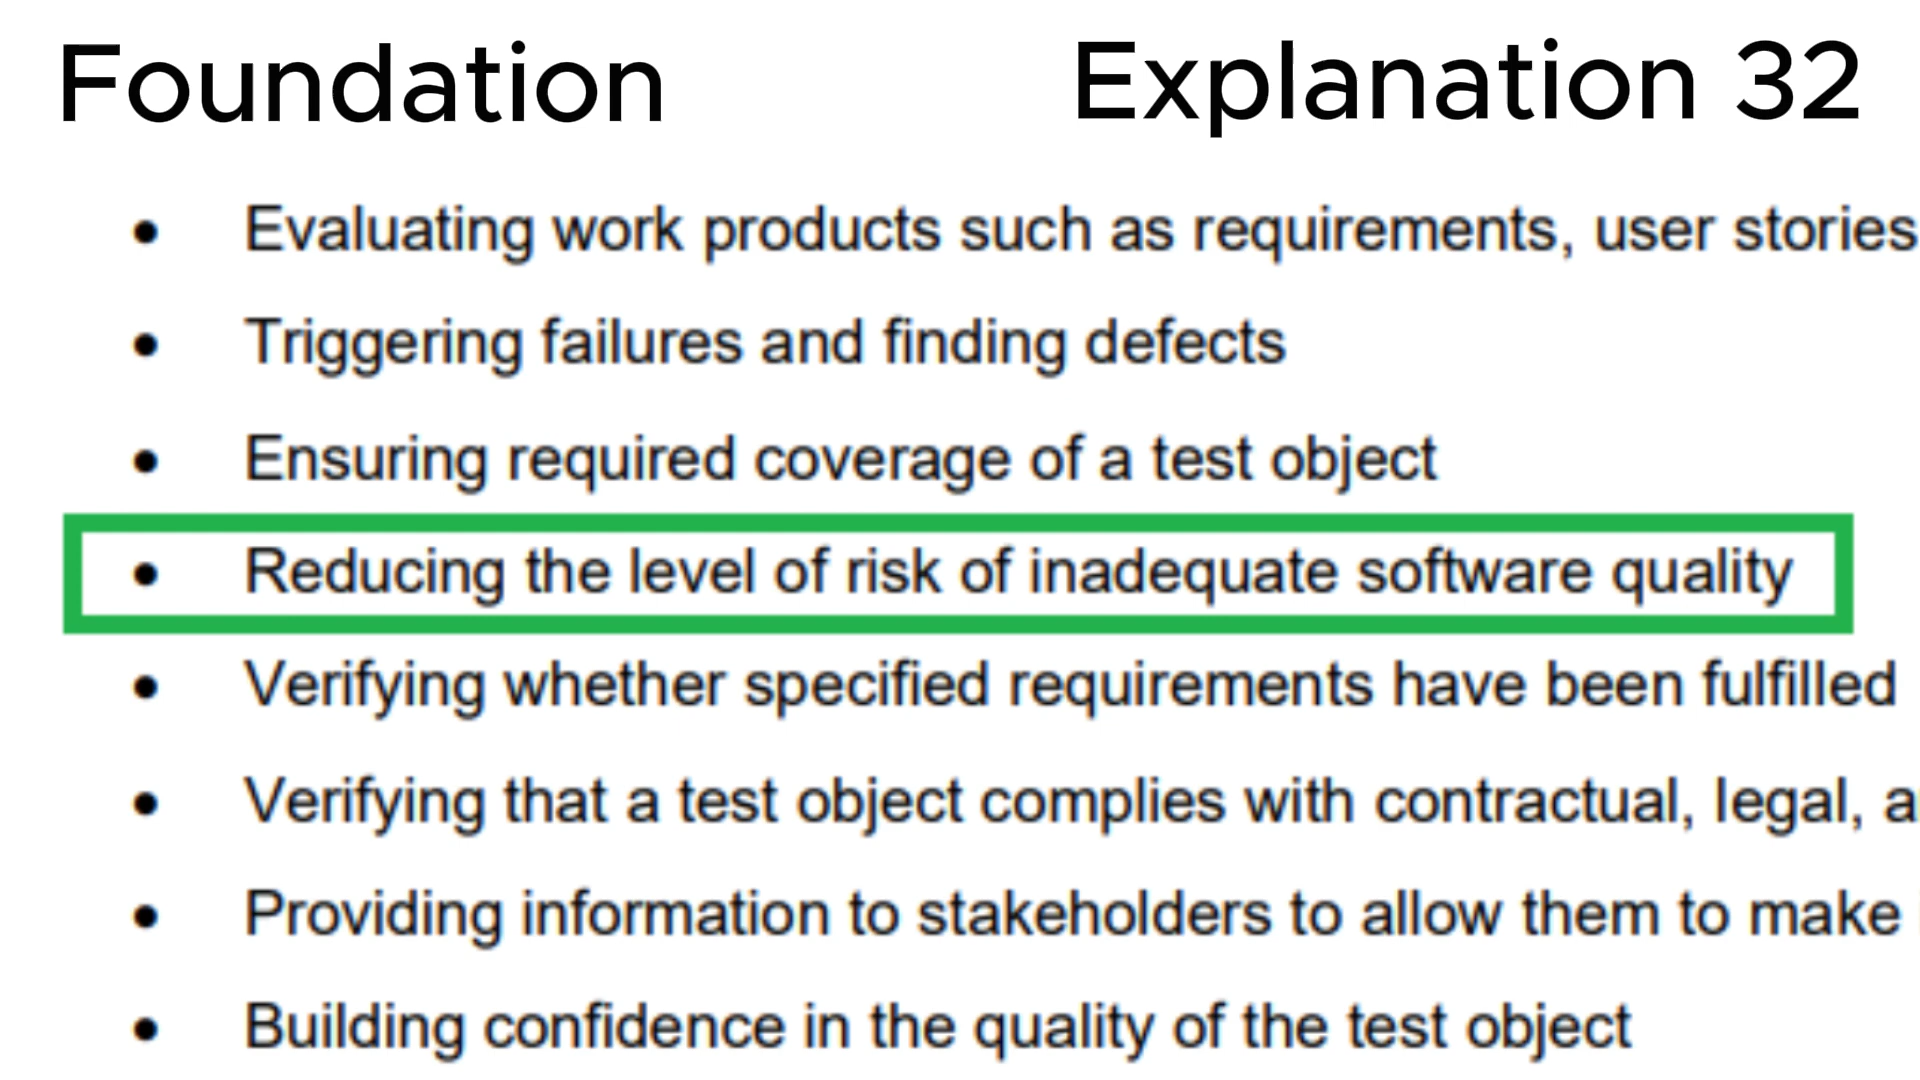 Foundation Explanation 32
• Evaluating work products such as requirements, user stories
• Triggering failures and finding defects
• Ensuring required coverage of a test object
• Reducing the level of risk of inadequate software quality
• Verifying whether specified requirements have been fulfilled
• Verifying that a test object complies with contractual, legal,
• Providing information to stakeholders to allow them to make
• Building confidence in the quality of the test object